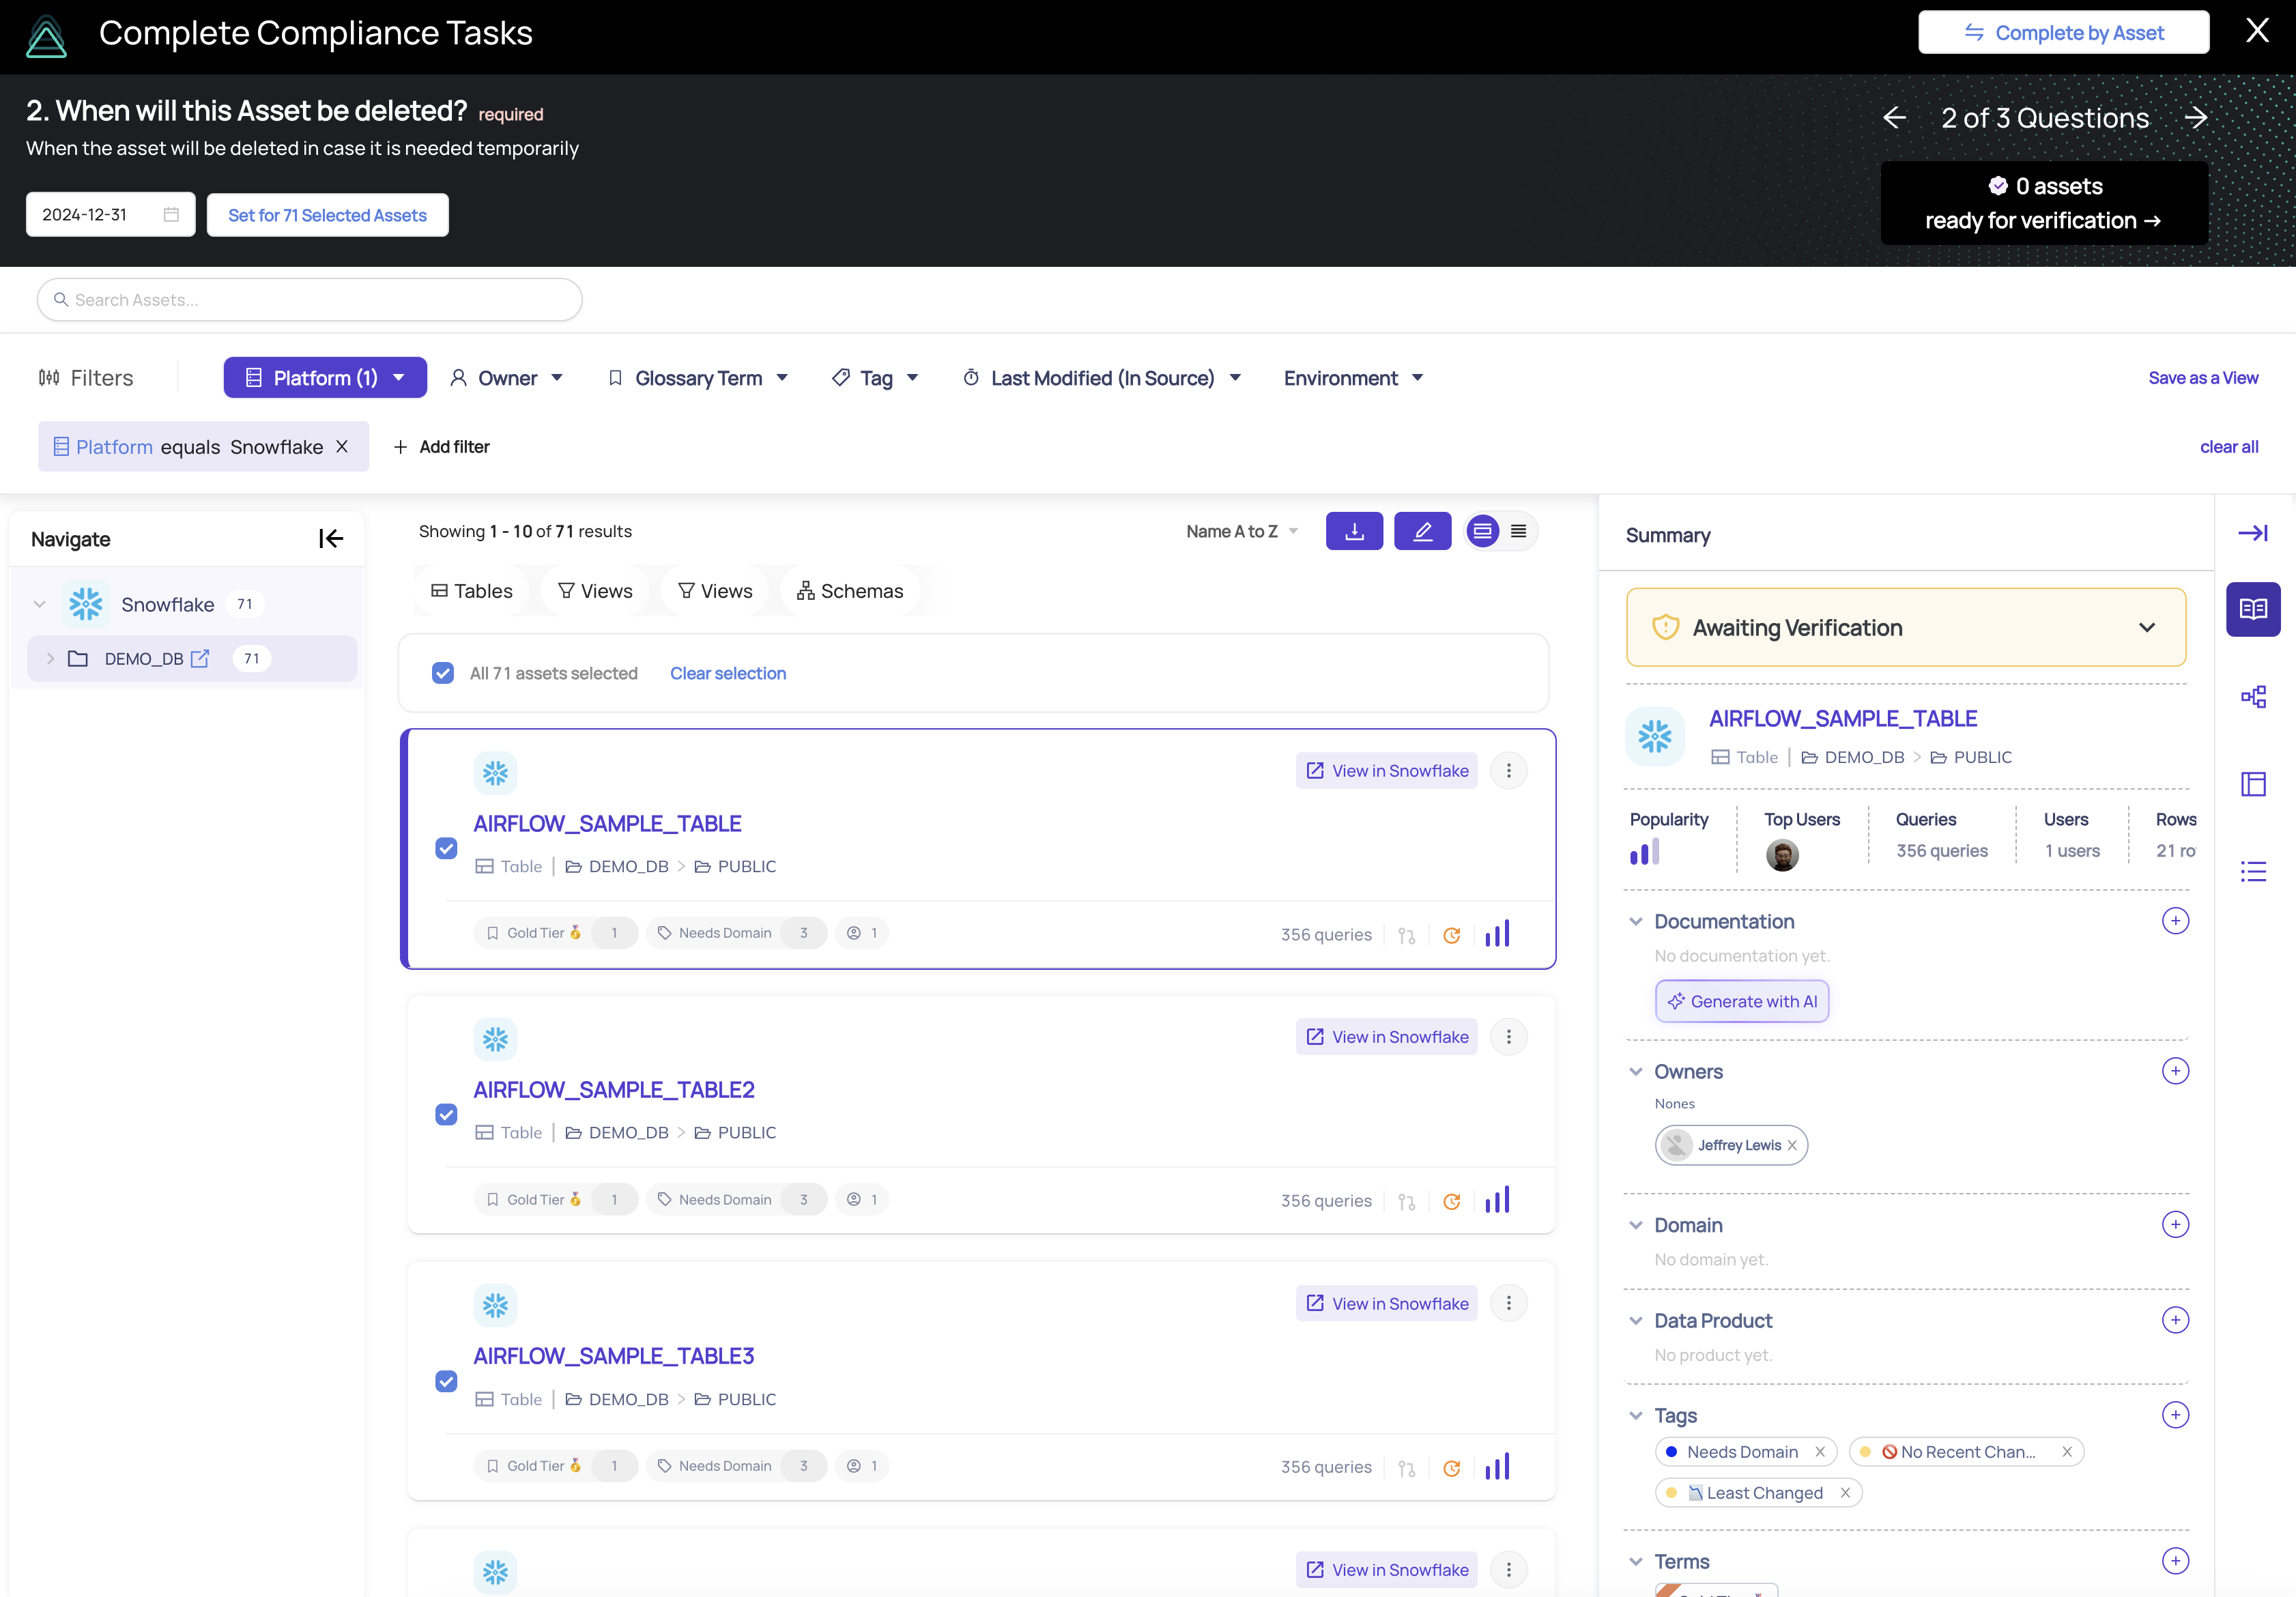 Complete Compliance Tasks
Complete by Asset
2. When will this Asset be deleted? required
When the asset will be deleted in case it is needed temporarily
2 of 3 Questions
0 assets
ready for verification →
2024-12-31
Set for 71 Selected Assets
Search Assets...
Filters
Platform (1)
Owner
Glossary Term
Tag
Last Modified (In Source)
Environment
Save as a View
Platform equals Snowflake X
+ Add filter
clear all
Navigate
Snowflake 71
DEMO_DB 71
Showing 1 - 10 of 71 results
Name A to Z
Tables
Views
Views
Schemas
All 71 assets selected
Clear selection
View in Snowflake
AIRFLOW_SAMPLE_TABLE
Table | DEMO_DB > PUBLIC
Gold Tier🥇 1
Needs Domain 3
1
356 queries
View in Snowflake
AIRFLOW_SAMPLE_TABLE2
Table | DEMO_DB > PUBLIC
Gold Tier🥇 1
Needs Domain 3
1
356 queries
View in Snowflake
AIRFLOW_SAMPLE_TABLE3
Table | DEMO_DB > PUBLIC
Gold Tier🥇 1
Needs Domain 3
1
356 queries
View in Snowflake
Summary
Awaiting Verification
AIRFLOW_SAMPLE_TABLE
Table | DEMO_DB > PUBLIC
Popularity
Top Users
Queries
356 queries
Users
1 users
Rows
21 ro
Documentation
No documentation yet.
Generate with AI
Owners
Nones
Jeffrey Lewis
Domain
No domain yet.
Data Product
No product yet.
Tags
Needs Domain
🚫 No Recent Chan...
📉 Least Changed
Terms